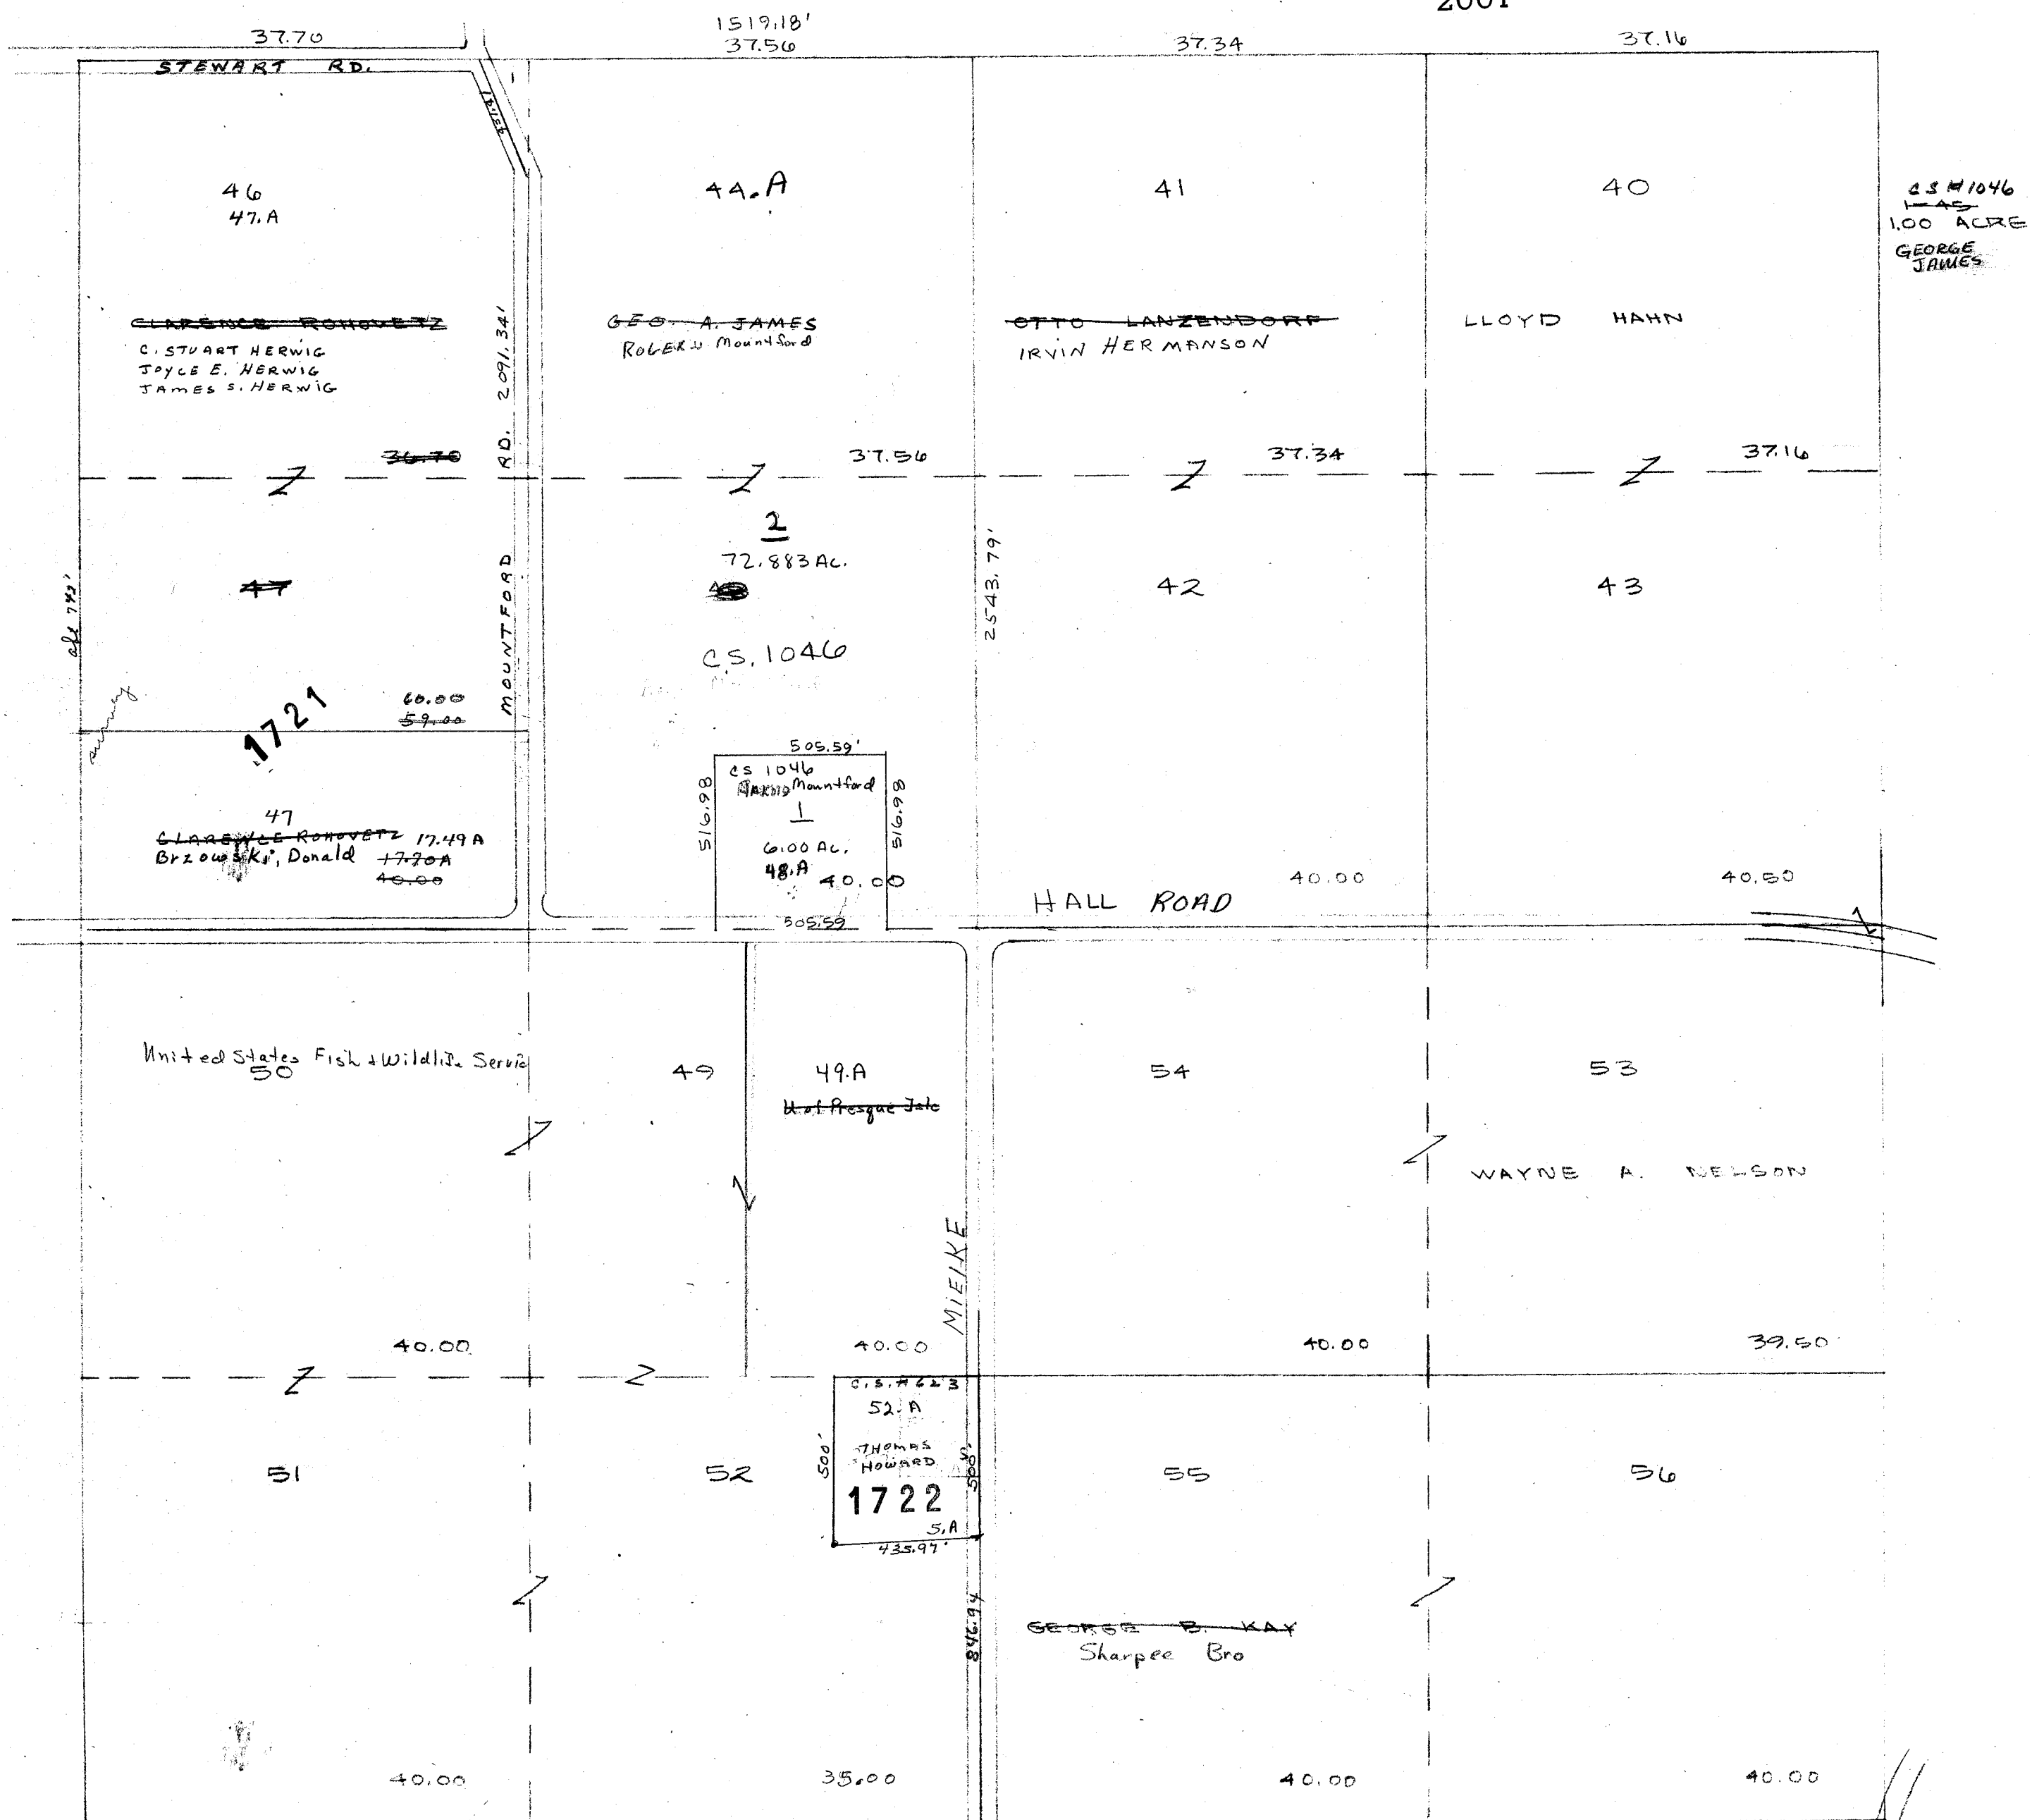 2001
37.70
1519.18'
37.56
37.34
37.16
STEWART RD.
46
47.A
44.A
41
40
CS #1046
1-45
1.00 ACRE
GEORGE
JAMES
CLARENCE ROHOVETZ
C. STUART HERWIG
JOYCE E. HERWIG
JAMES S. HERWIG
MOUNTFORD RD. 2091.34'
GEO. A. JAMES
Mountford
OTTO LANZENDORF
IRVIN HERMANSON
LLOYD HAHN
36.70
37.56
37.34
37.16
2
72.883 AC.
47
C.S. 1046
2543.79'
42
43
1721
60.00
59.00
505.59'
CS 1046
Mountford
1
516.98
516.98
6.00 AC.
48.A
40.00
505.59
47
CLARENCE ROHOVETZ 17.49 A
Brzowski, Donald 17.70A
40.00
40.00
40.50
HALL ROAD
United States Fish & Wildlife Servic
50
49
49.A
U of Presque Isle
54
53
WAYNE A. NELSON
MIELKE
40.00
40.00
40.00
39.50
C.S.#623
52.A
THOMAS
HOWARD
1722
5.A
500'
500'
435.97'
51
52
55
56
846.94
GEORGE B. KAY
Sharpee Bro
40.00
35.00
40.00
40.00